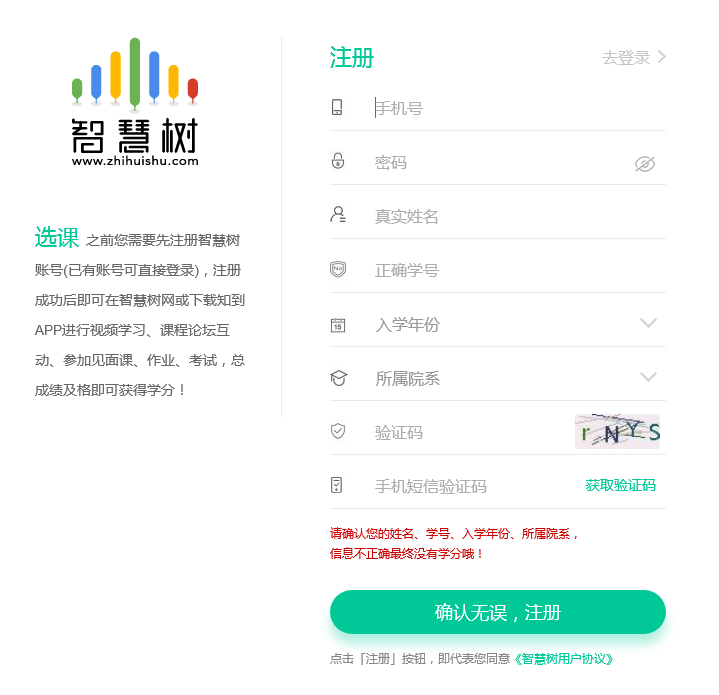 智慧树
www.zhihuishu.com
选课 之前您需要先注册智慧树
账号(已有账号可直接登录)，注册
成功后即可在智慧树网或下载知到
APP进行视频学习、课程论坛互
动、参加见面课、作业、考试，总
成绩及格即可获得学分！
注册
去登录
手机号
密码
真实姓名
No
正确学号
15
入学年份
所属院系
验证码
rNYS
手机短信验证码
获取验证码
请确认您的姓名、学号、入学年份、所属院系，
信息不正确最终没有学分哦！
确认无误，注册
点击「注册」按钮，即代表您同意《智慧树用户协议》